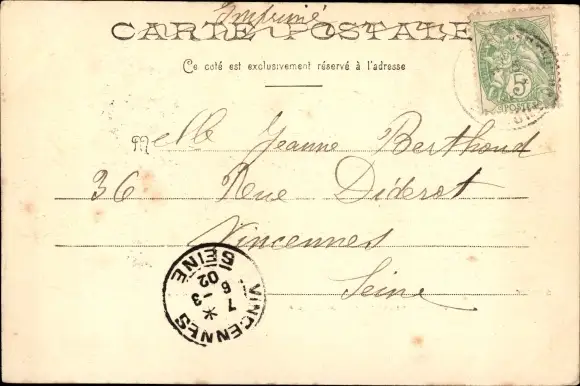 Imprimé
CARTE POSTALE
Ce coté est exclusivement réservé à l'adresse
5
Melle Jeanne Berthoud
36 Rue Diderot
Vincennes
Seine
VINCENNES
7
* 3
6
02
SEINE